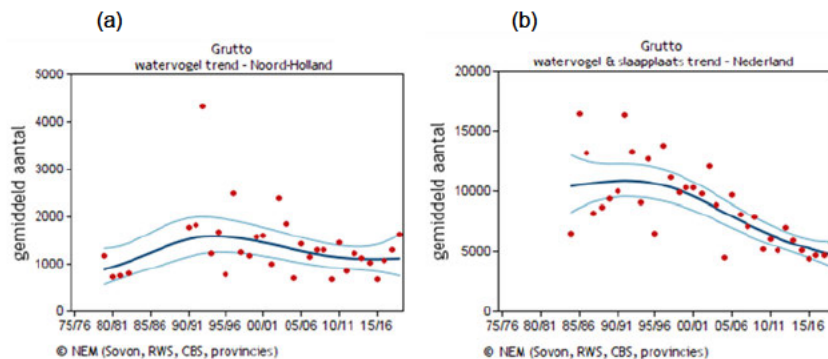 (a)
Grutto
watervogel trend - Noord-Holland
gemiddeld aantal
5000
4000
3000
2000
1000
0
75/76 80/81 85/86 90/91 95/96 00/01 05/06 10/11 15/16
© NEM (Sovon, RWS, CBS, provincies)
(b)
Grutto
watervogel & slaapplaats trend - Nederland
gemiddeld aantal
20000
15000
10000
5000
0
75/76 80/81 85/86 90/91 95/96 00/01 05/06 10/11 15/16
© NEM (Sovon, RWS, CBS, provincies)